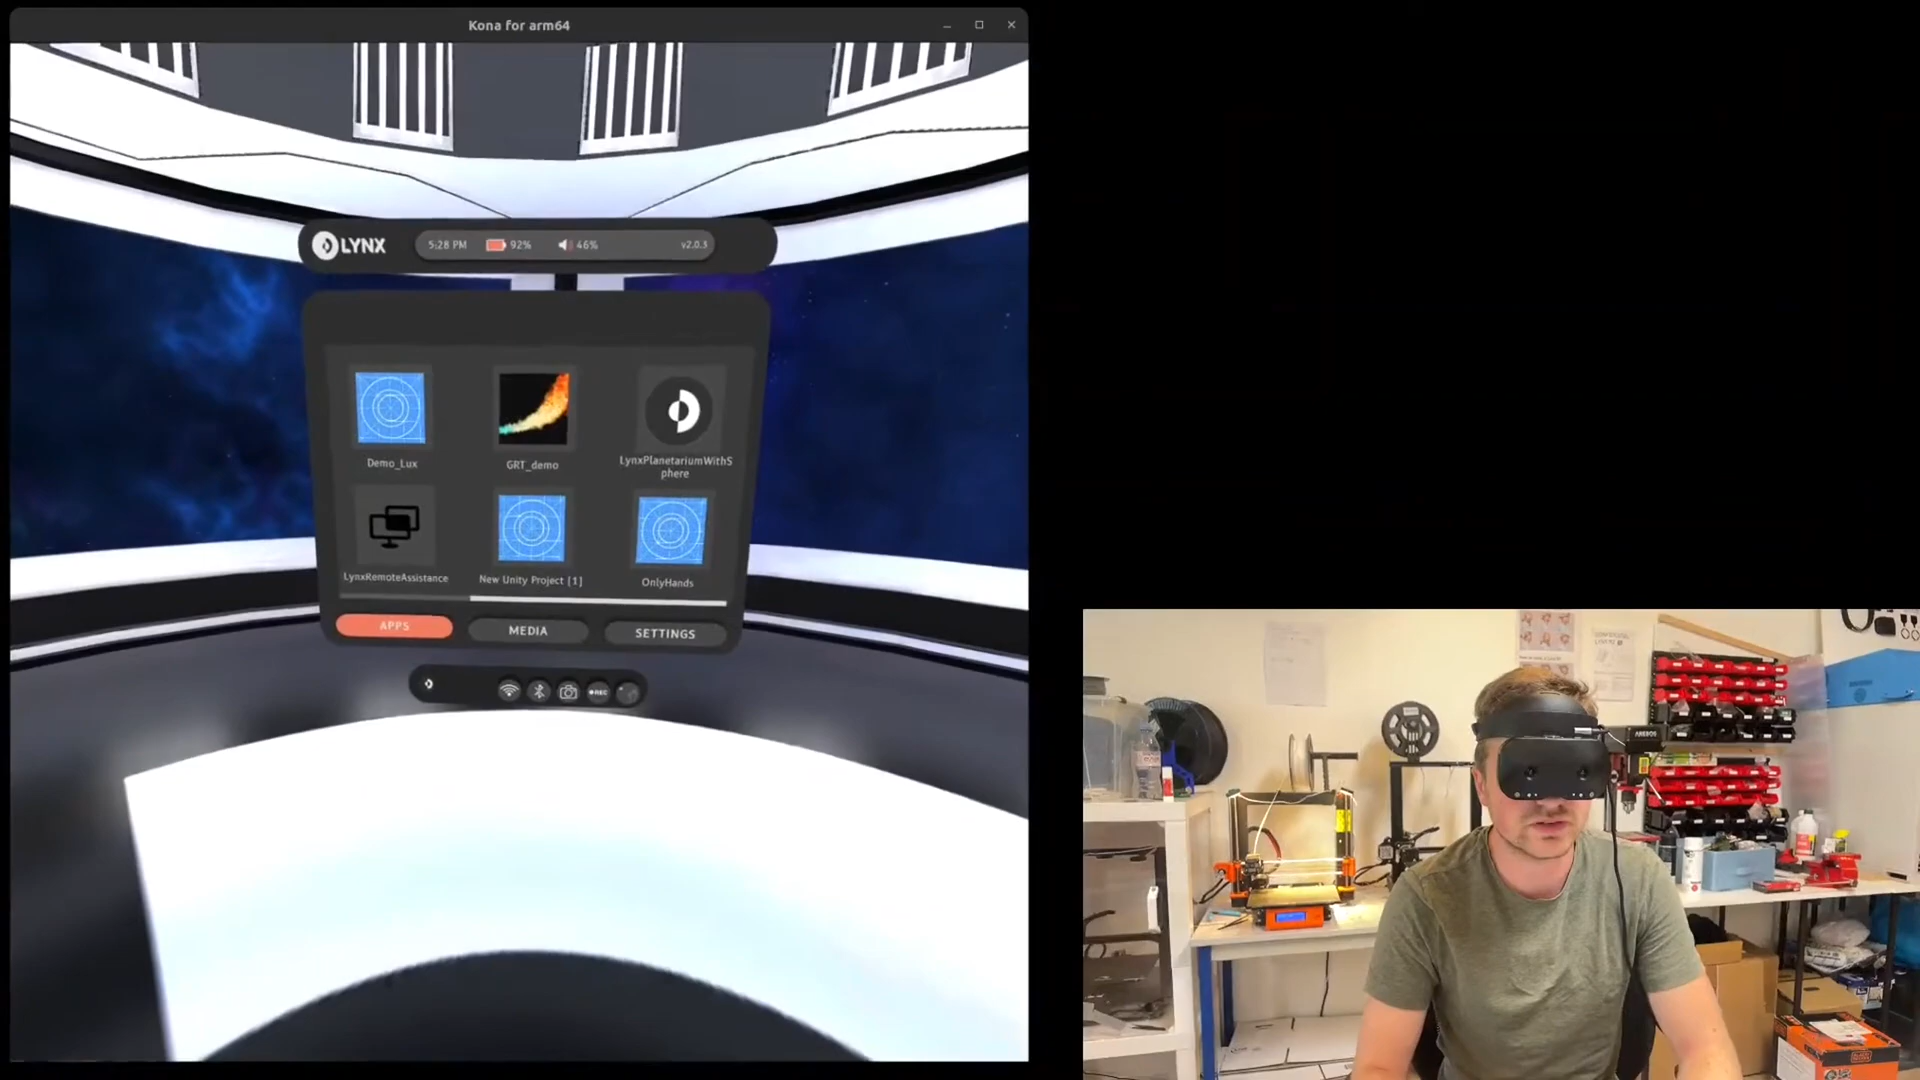 Kona for arm64
LYNX
5:28 PM
92%
46%
v2.0.3
Demo_Lux
GRT_demo
LynxPlanetariumWithS
phere
LynxRemoteAssistance
New Unity Project [1]
OnlyHands
APPS
MEDIA
SETTINGS
REC